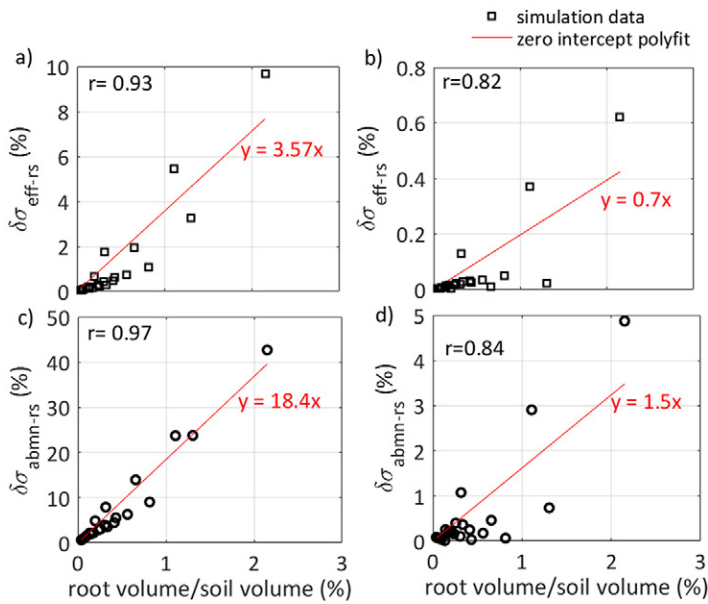 simulation data
zero intercept polyfit
a)
r= 0.93
y = 3.57x
δσeff-rs (%)
10
8
6
4
2
0
b)
r=0.82
y = 0.7x
δσeff-rs (%)
0.8
0.6
0.4
0.2
0
c)
r= 0.97
y = 18.4x
δσabmn-rs (%)
50
40
30
20
10
0
0 1 2 3
root volume/soil volume (%)
d)
r=0.84
y = 1.5x
δσabmn-rs (%)
5
4
3
2
1
0
0 1 2 3
root volume/soil volume (%)